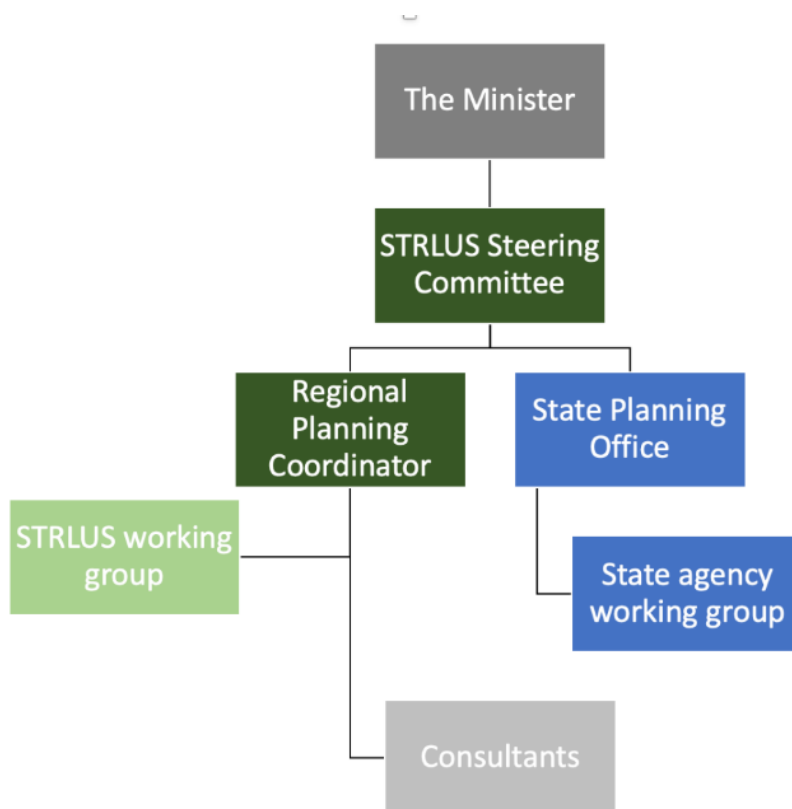 The Minister
STRLUS Steering
Committee
Regional
Planning
Coordinator
State Planning
Office
STRLUS working
group
State agency
working group
Consultants